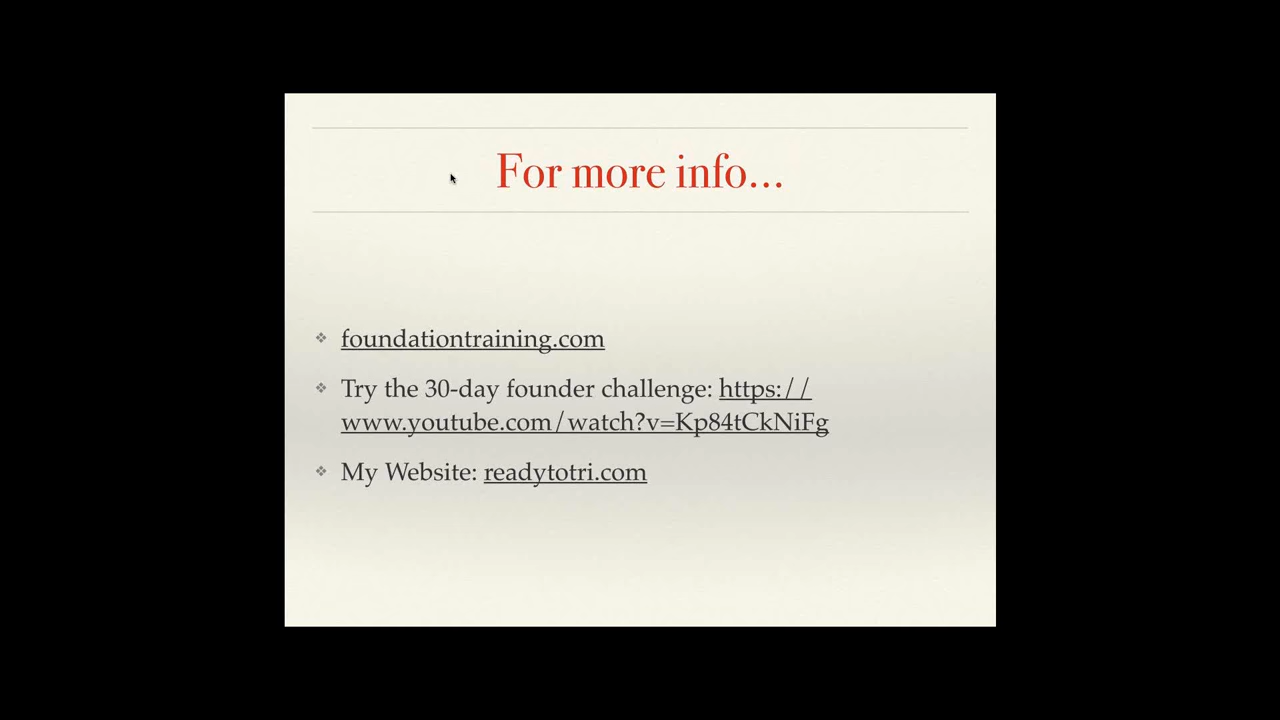 For more info...
foundationtraining.com
Try the 30-day founder challenge: https://
www.youtube.com/watch?v=Kp84tCkNiFg
My Website: readytotri.com